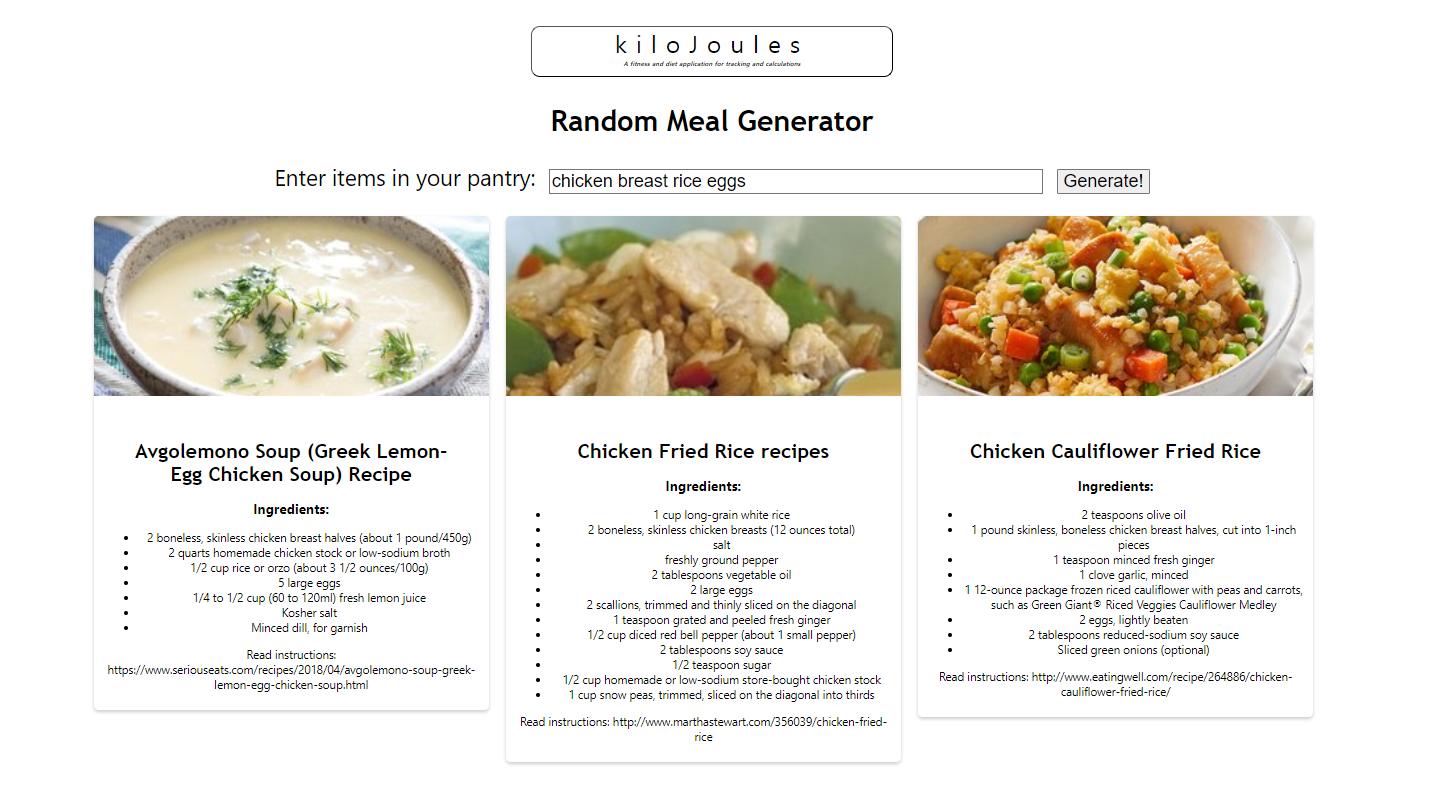 kiloJoules
A fitness and diet application for tracking and calculations
Random Meal Generator
Enter items in your pantry: chicken breast rice eggs Generate!
Avgolemono Soup (Greek Lemon-
Egg Chicken Soup) Recipe
Ingredients:
• 2 boneless, skinless chicken breast halves (about 1 pound/450g)
• 2 quarts homemade chicken stock or low-sodium broth
• 1/2 cup rice or orzo (about 3 1/2 ounces/100g)
• 5 large eggs
• 1/4 to 1/2 cup (60 to 120ml) fresh lemon juice
• Kosher salt
• Minced dill, for garnish
Read instructions:
https://www.seriouseats.com/recipes/2018/04/avgolemono-soup-greek-
lemon-egg-chicken-soup.html
Chicken Fried Rice recipes
Ingredients:
• 1 cup long-grain white rice
• 2 boneless, skinless chicken breasts (12 ounces total)
• salt
• freshly ground pepper
• 2 tablespoons vegetable oil
• 2 large eggs
• 2 scallions, trimmed and thinly sliced on the diagonal
• 1 teaspoon grated and peeled fresh ginger
• 1/2 cup diced red bell pepper (about 1 small pepper)
• 2 tablespoons soy sauce
• 1/2 teaspoon sugar
• 1/2 cup homemade or low-sodium store-bought chicken stock
• 1 cup snow peas, trimmed, sliced on the diagonal into thirds
Read instructions: http://www.marthastewart.com/356039/chicken-fried-
rice
Chicken Cauliflower Fried Rice
Ingredients:
• 2 teaspoons olive oil
• 1 pound skinless, boneless chicken breast halves, cut into 1-inch
pieces
• 1 teaspoon minced fresh ginger
• 1 clove garlic, minced
• 1 12-ounce package frozen riced cauliflower with peas and carrots,
such as Green Giant® Riced Veggies Cauliflower Medley
• 2 eggs, lightly beaten
• 2 tablespoons reduced-sodium soy sauce
• Sliced green onions (optional)
Read instructions: http://www.eatingwell.com/recipe/264886/chicken-
cauliflower-fried-rice/